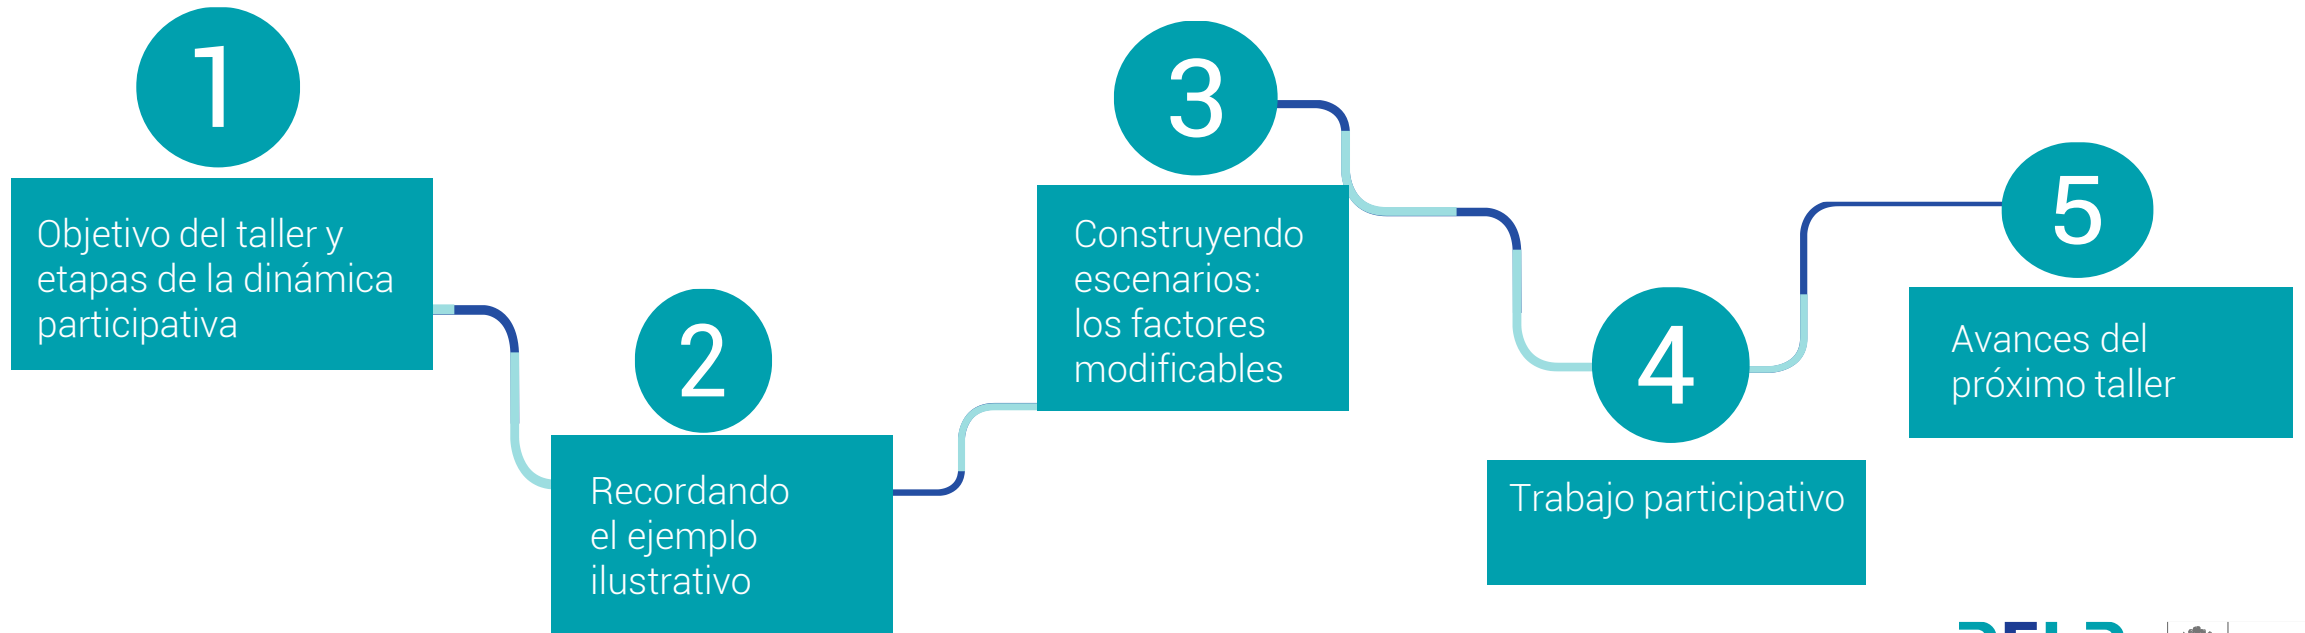 1
Objetivo del taller y
etapas de la dinámica
participativa
2
Recordando
el ejemplo
ilustrativo
3
Construyendo
escenarios:
los factores
modificables
4
Trabajo participativo
5
Avances del
próximo taller